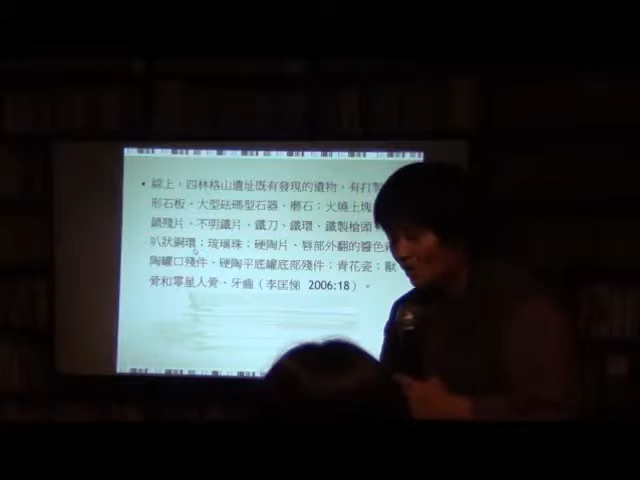 • 綜上，四林格山遺址既有發現的遺物，有打製
形石板、大型砝碼型石器、磨石；火燒土塊
鍋殘片、不明鐵片、鐵刀、鐵環、鐵製槍頭
叭狀銅環；琉璃珠；硬陶片、唇部外翻的醬色
陶罐口殘件、硬陶平底罐底部殘件；青花瓷；獸
骨和零星人骨、牙齒（李匡悌 2006:18）。